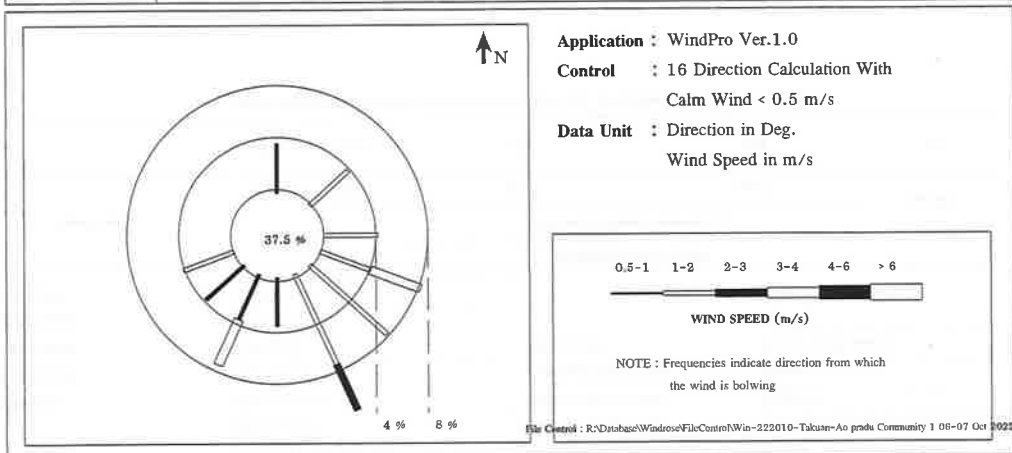 N
37.5 %
4 % 8 %
Application : WindPro Ver.1.0
Control : 16 Direction Calculation With
Calm Wind < 0.5 m/s
Data Unit : Direction in Deg.
Wind Speed in m/s
0.5-1 1-2 2-3 3-4 4-6 > 6
WIND SPEED (m/s)
NOTE : Frequencies indicate direction from which
the wind is bolwing
File Control : R:\Database\Windrose\FileControl\Win-222010-Takuan-Ao pradu Community 1 06-07 Oct 2022